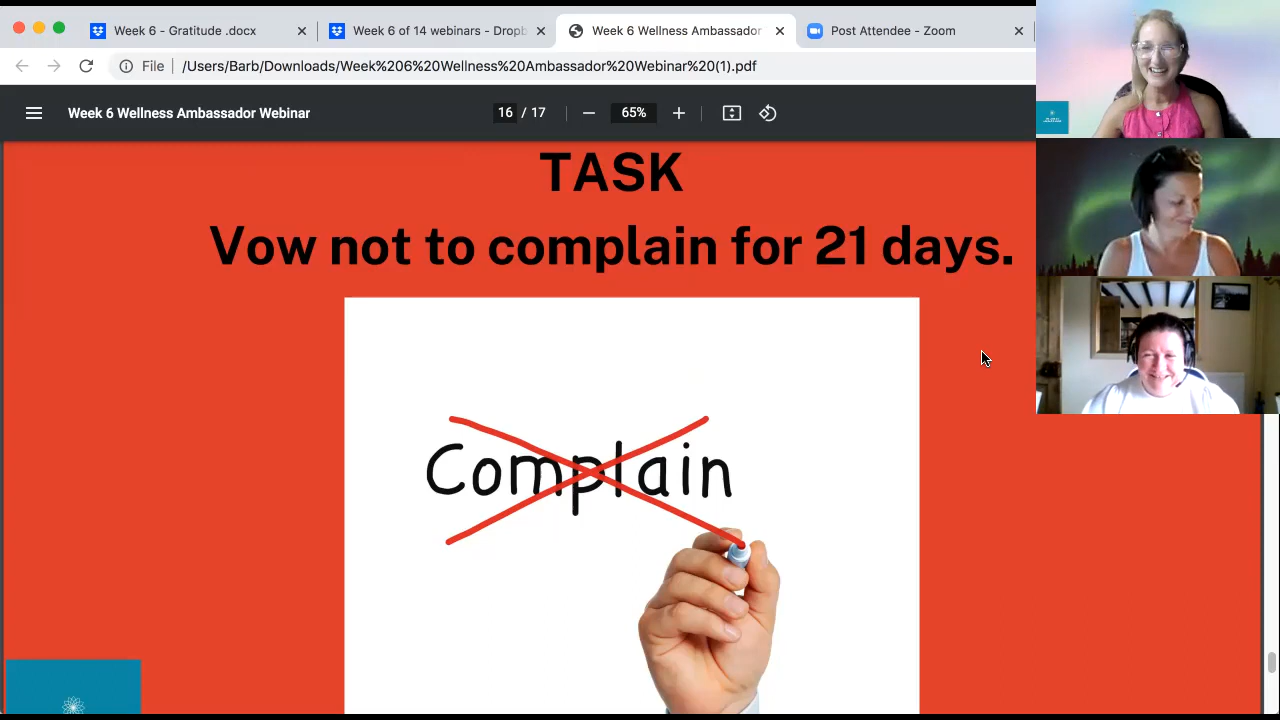 Week 6 - Gratitude .docx
Week 6 of 14 webinars - Dropb
Week 6 Wellness Ambassador
Post Attendee - Zoom
File
/Users/Barb/Downloads/Week%206%20Wellness%20Ambassador%20Webinar%20(1).pdf
Week 6 Wellness Ambassador Webinar
16 / 17
65%
TASK
Vow not to complain for 21 days.
Complain